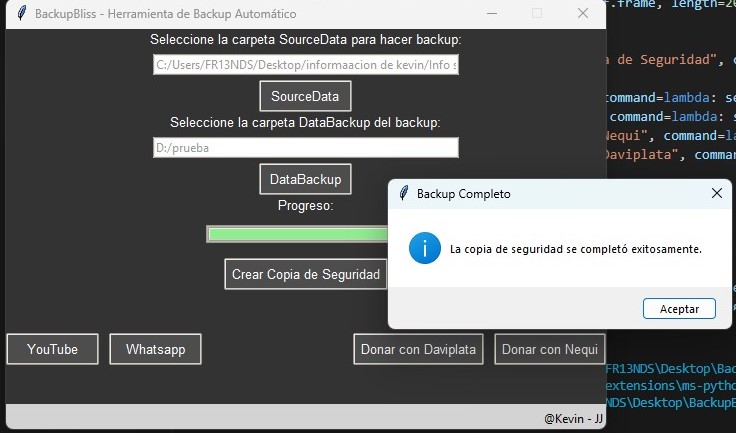 BackupBliss - Herramienta de Backup Automático
Seleccione la carpeta SourceData para hacer backup:
C:/Users/FR13NDS/Desktop/informaacion de kevin/Info
SourceData
Seleccione la carpeta DataBackup del backup:
D:/prueba
DataBackup
Progreso:
Crear Copia de Seguridad
YouTube
Whatsapp
Donar con Daviplata
Donar con Nequi
@Kevin - JJ
Backup Completo
La copia de seguridad se completó exitosamente.
Aceptar
f.frame, length=20
de Seguridad", c
command=lambda: se
command=lambda: s
Nequi", command=la
Daviplata", comman
FR13NDS\Desktop\Bac
extensions\ms-pytho
NDS\Desktop\BackupB